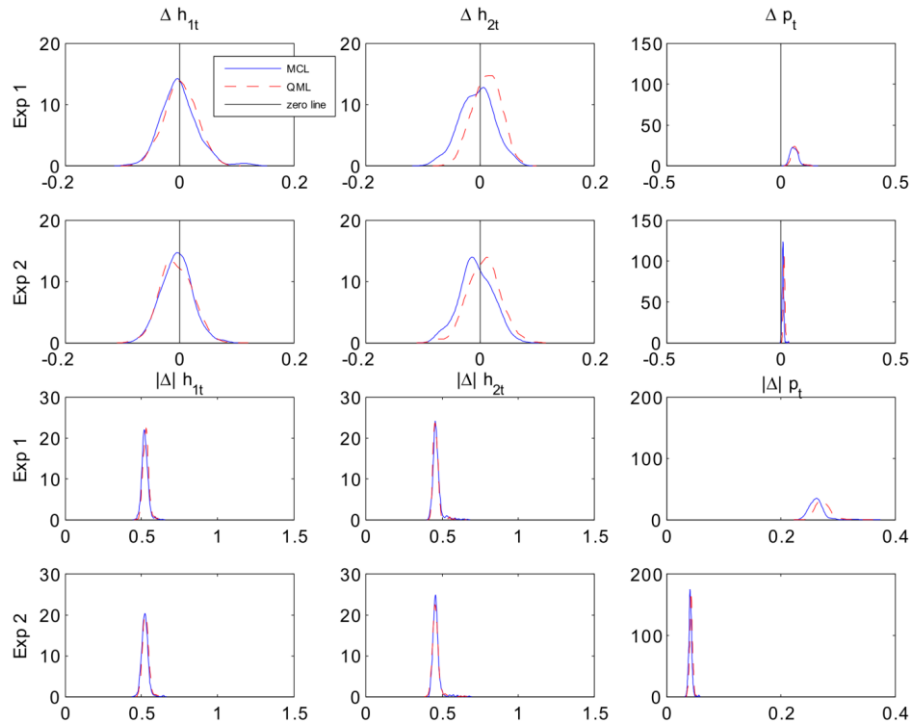 Δ h1t Δ h2t Δ pt
20 20 150
Exp 1 10 MCL QML zero line 10 100 50
0 0 0
-0.2 0 0.2 -0.2 0 0.2 -0.5 0 0.5
20 20 150
Exp 2 10 10 100 50
0 0 0
-0.2 0 0.2 -0.2 0 0.2 -0.5 0 0.5
|Δ| h1t |Δ| h2t |Δ| pt
30 30 200
Exp 1 20 10 20 10 100
0 0 0
0 0.5 1 1.5 0 0.5 1 1.5 0 0.2 0.4
30 30 200
Exp 2 20 10 20 10 100
0 0 0
0 0.5 1 1.5 0 0.5 1 1.5 0 0.2 0.4